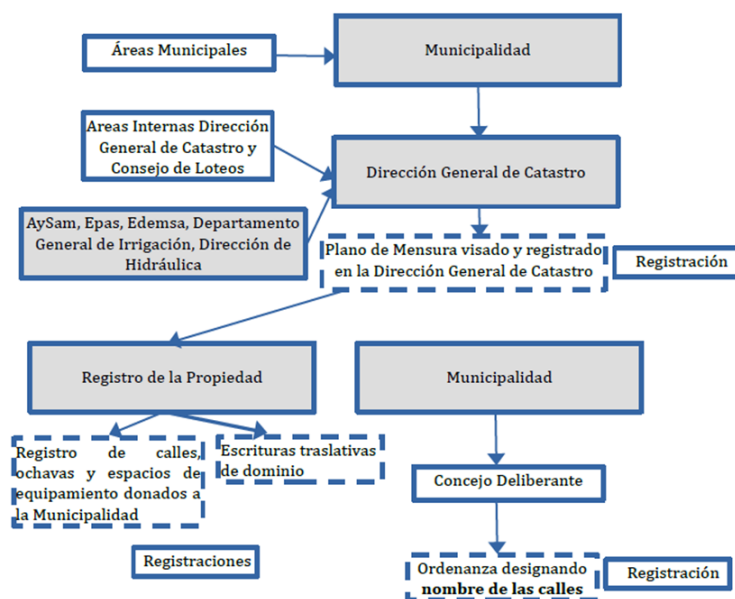 Áreas Municipales
Municipalidad
Areas Internas Dirección
General de Catastro y
Consejo de Loteos
Dirección General de Catastro
AySam, Epas, Edemsa, Departamento
General de Irrigación, Dirección de
Hidráulica
Plano de Mensura visado y registrado
en la Dirección General de Catastro
Registración
Registro de la Propiedad
Municipalidad
Registro de calles,
ochavas y espacios de
equipamiento donados a
la Municipalidad
Escrituras traslativas
de dominio
Concejo Deliberante
Registraciones
Ordenanza designando
nombre de las calles
Registración